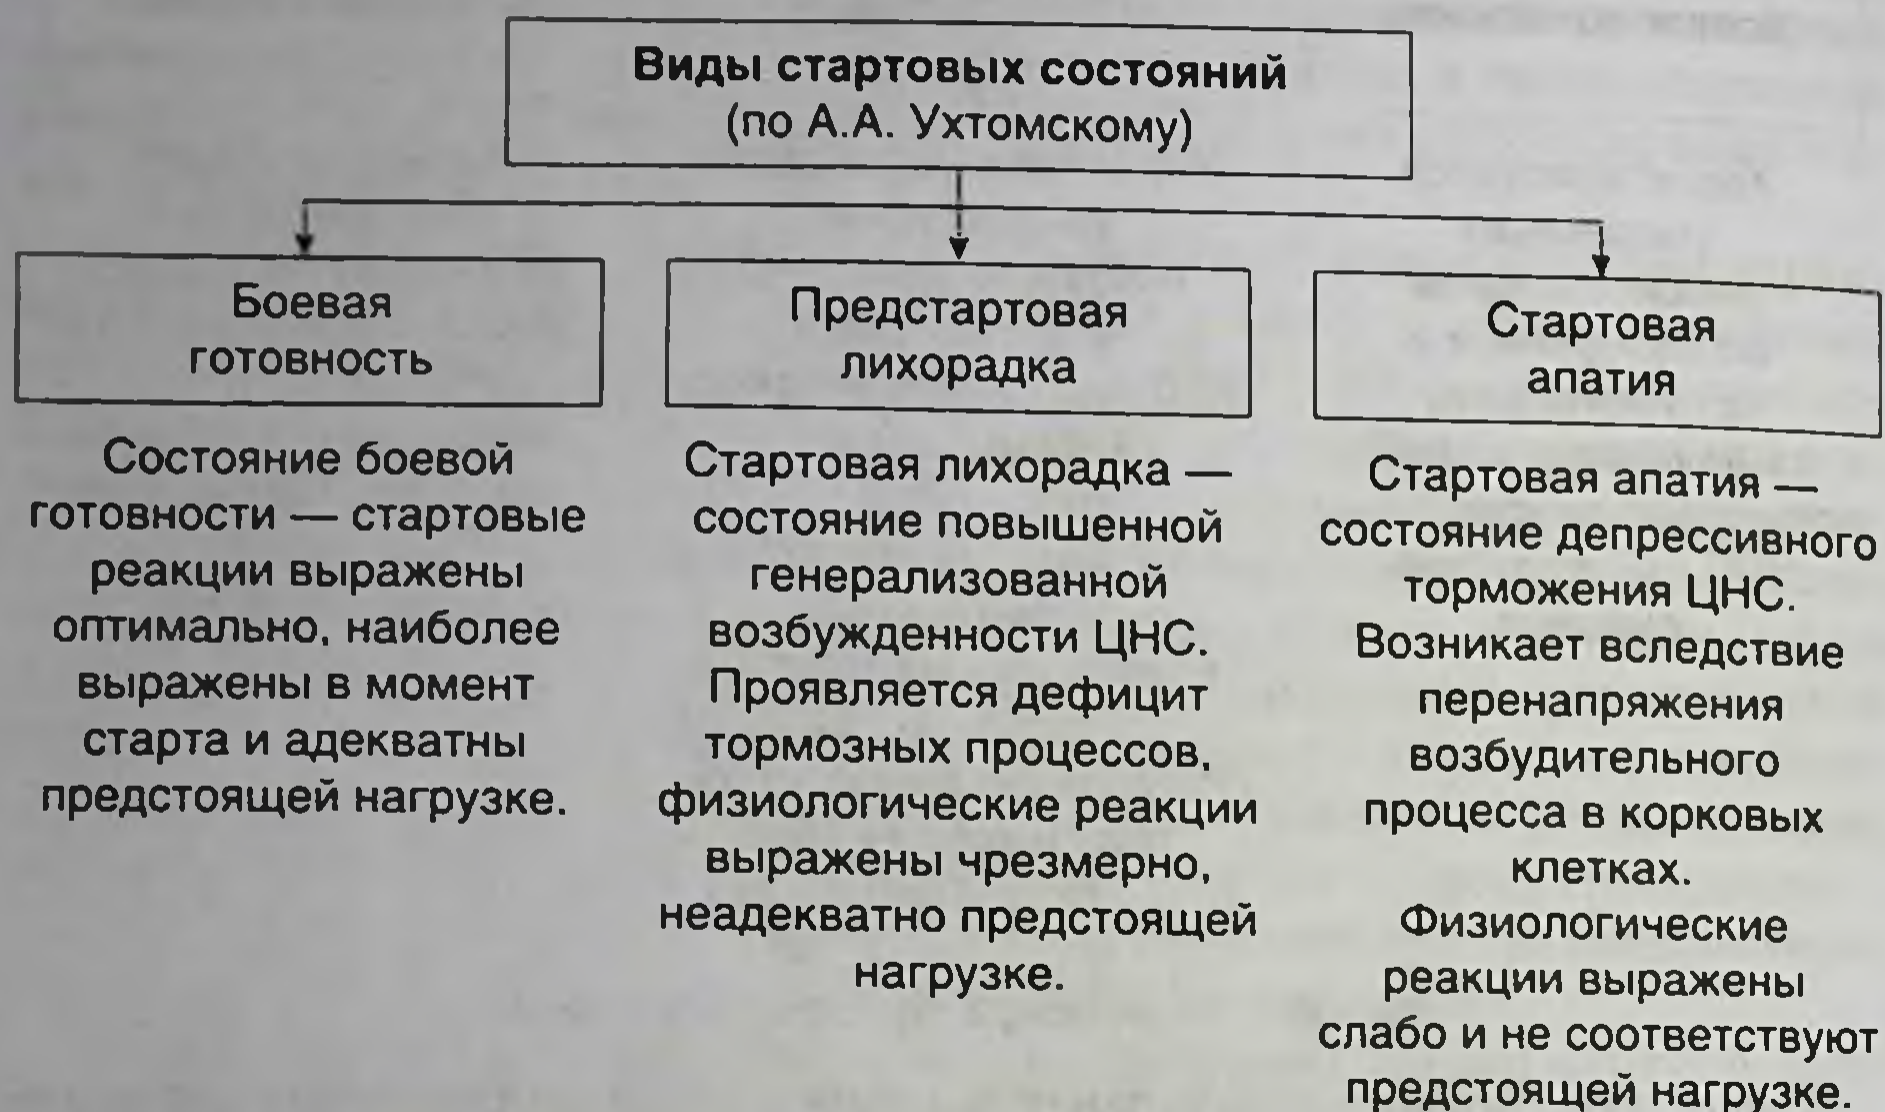 Виды стартовых состояний
(по А.А. Ухтомскому)
Боевая
готовность
Состояние боевой
готовности — стартовые
реакции выражены
оптимально, наиболее
выражены в момент
старта и адекватны
предстоящей нагрузке.
Предстартовая
лихорадка
Стартовая лихорадка —
состояние повышенной
генерализованной
возбужденности ЦНС.
Проявляется дефицит
тормозных процессов,
физиологические реакции
выражены чрезмерно,
неадекватно предстоящей
нагрузке.
Стартовая
апатия
Стартовая апатия —
состояние депрессивного
торможения ЦНС.
Возникает вследствие
перенапряжения
возбудительного
процесса в корковых
клетках.
Физиологические
реакции выражены
слабо и не соответствуют
предстоящей нагрузке.